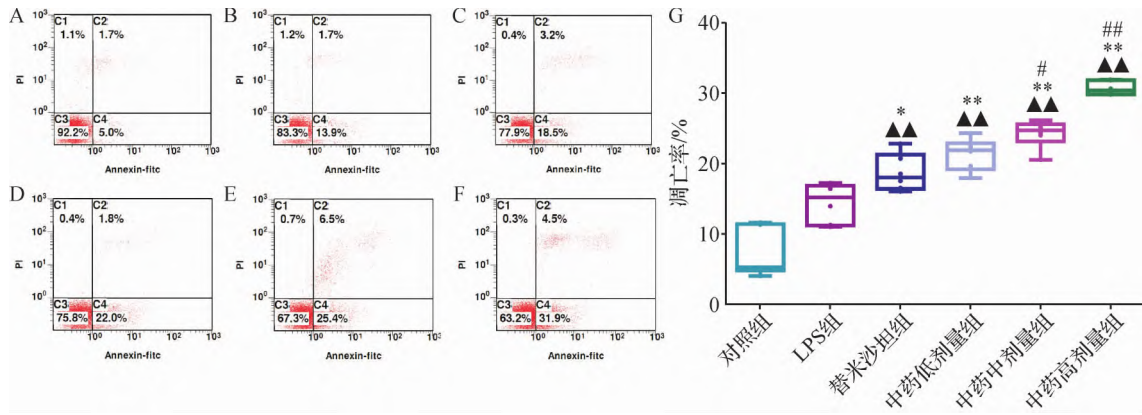 A
C1 C2
1.1% 1.7%
C3 C4
92.2% 5.0%
PI
10³
10²
10¹
10⁰
10⁰ 10¹ 10² 10³
Annexin-fitc
B
C1 C2
1.2% 1.7%
C3 C4
83.3% 13.9%
PI
10³
10²
10¹
10⁰
10⁰ 10¹ 10² 10³
Annexin-fitc
C
C1 C2
0.4% 3.2%
C3 C4
77.9% 18.5%
PI
10³
10²
10¹
10⁰
10⁰ 10¹ 10² 10³
Annexin-fitc
D
C1 C2
0.4% 1.8%
C3 C4
75.8% 22.0%
PI
10³
10²
10¹
10⁰
10⁰ 10¹ 10² 10³
Annexin-fitc
E
C1 C2
0.7% 6.5%
C3 C4
67.3% 25.4%
PI
10³
10²
10¹
10⁰
10⁰ 10¹ 10² 10³
Annexin-fitc
F
C1 C2
0.3% 4.5%
C3 C4
63.2% 31.9%
PI
10³
10²
10¹
10⁰
10⁰ 10¹ 10² 10³
Annexin-fitc
G
凋亡率/%
40
30
20
10
0
*
▲▲
**
▲▲
#
**
▲▲
##
**
▲▲
对照组
LPS组
替米沙坦组
中药低剂量组
中药中剂量组
中药高剂量组